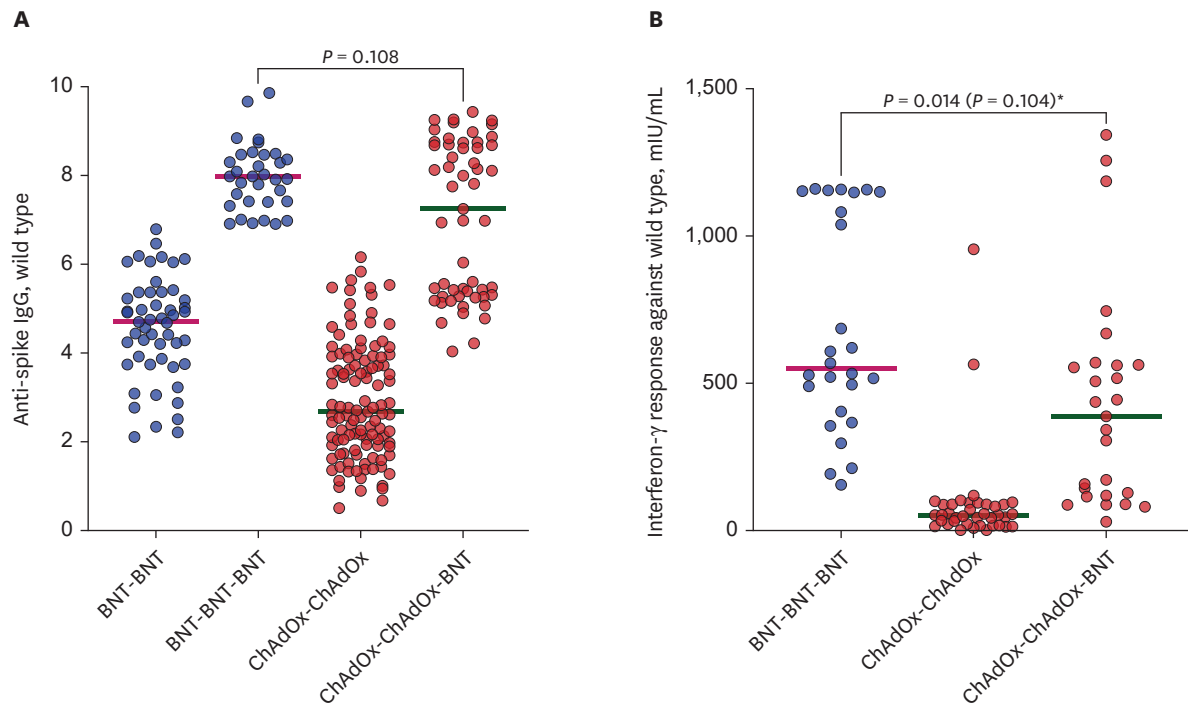 A
P = 0.108
Anti-spike IgG, wild type
10
8
6
4
2
0
BNT-BNT
BNT-BNT-BNT
ChAdOx-ChAdOx
ChAdOx-ChAdOx-BNT
B
P = 0.014 (P = 0.104)*
Interferon-γ response against wild type, mIU/mL
1,500
1,000
500
0
BNT-BNT-BNT
ChAdOx-ChAdOx
ChAdOx-ChAdOx-BNT